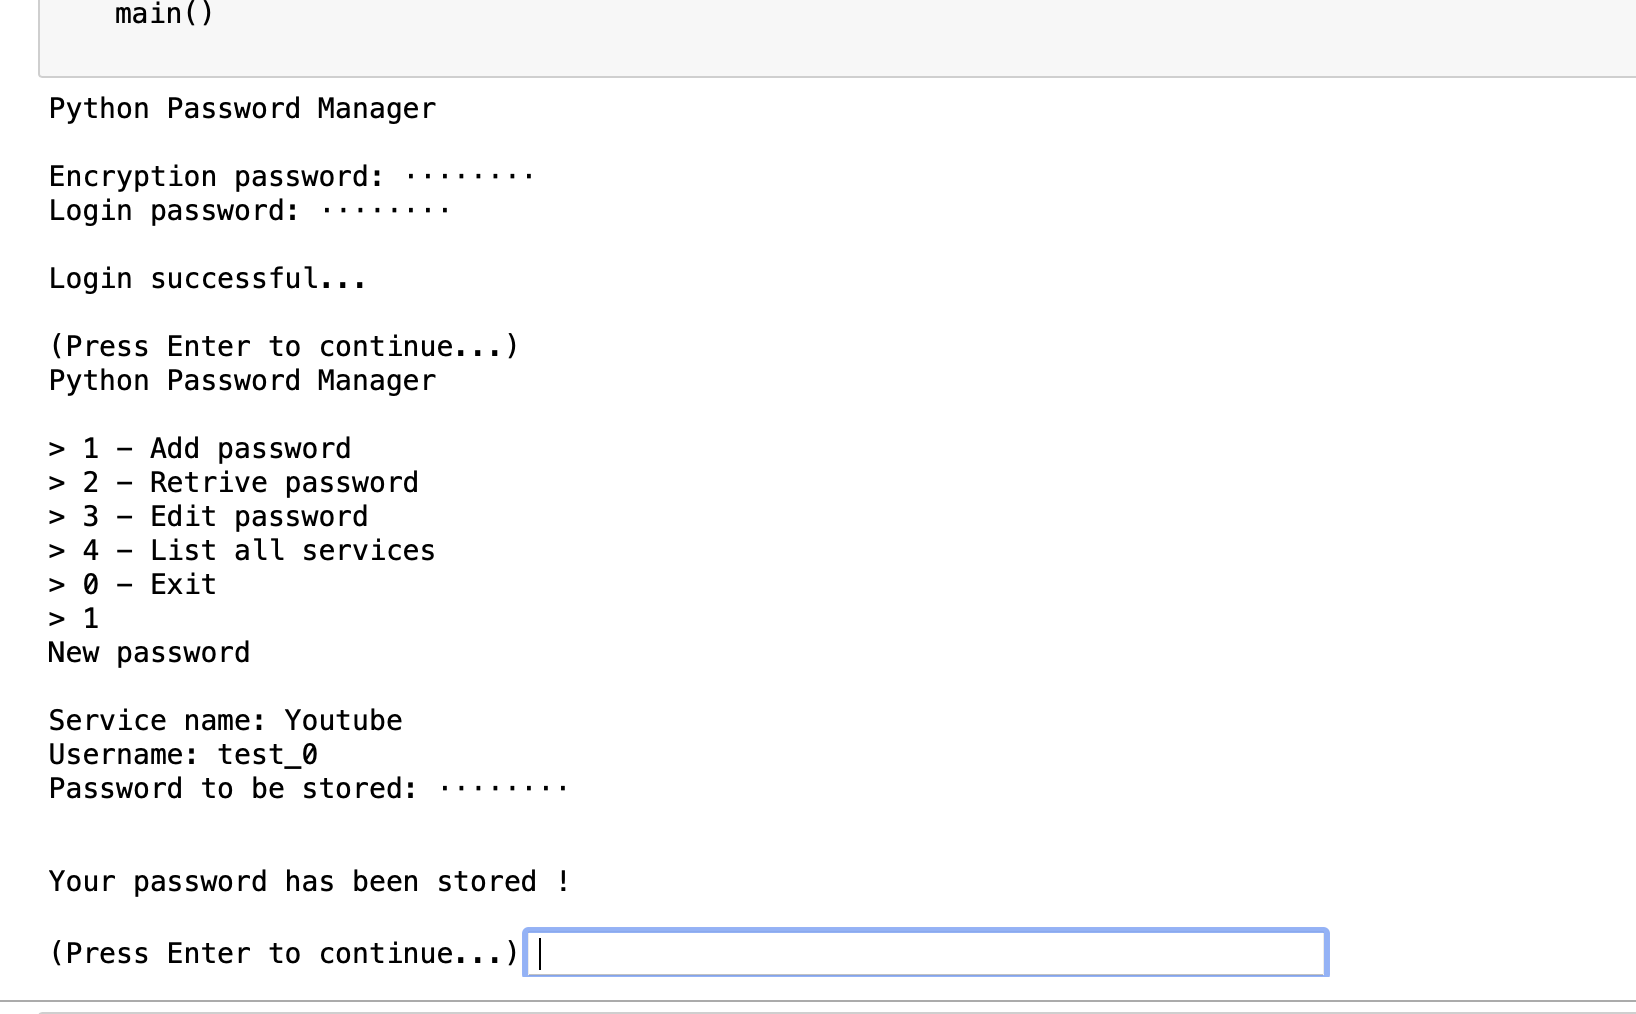 main()
Python Password Manager
Encryption password: ········
Login password: ········
Login successful...
(Press Enter to continue...)
Python Password Manager
> 1 – Add password
> 2 – Retrive password
> 3 – Edit password
> 4 – List all services
> 0 – Exit
> 1
New password
Service name: Youtube
Username: test_0
Password to be stored: ········
Your password has been stored !
(Press Enter to continue...)